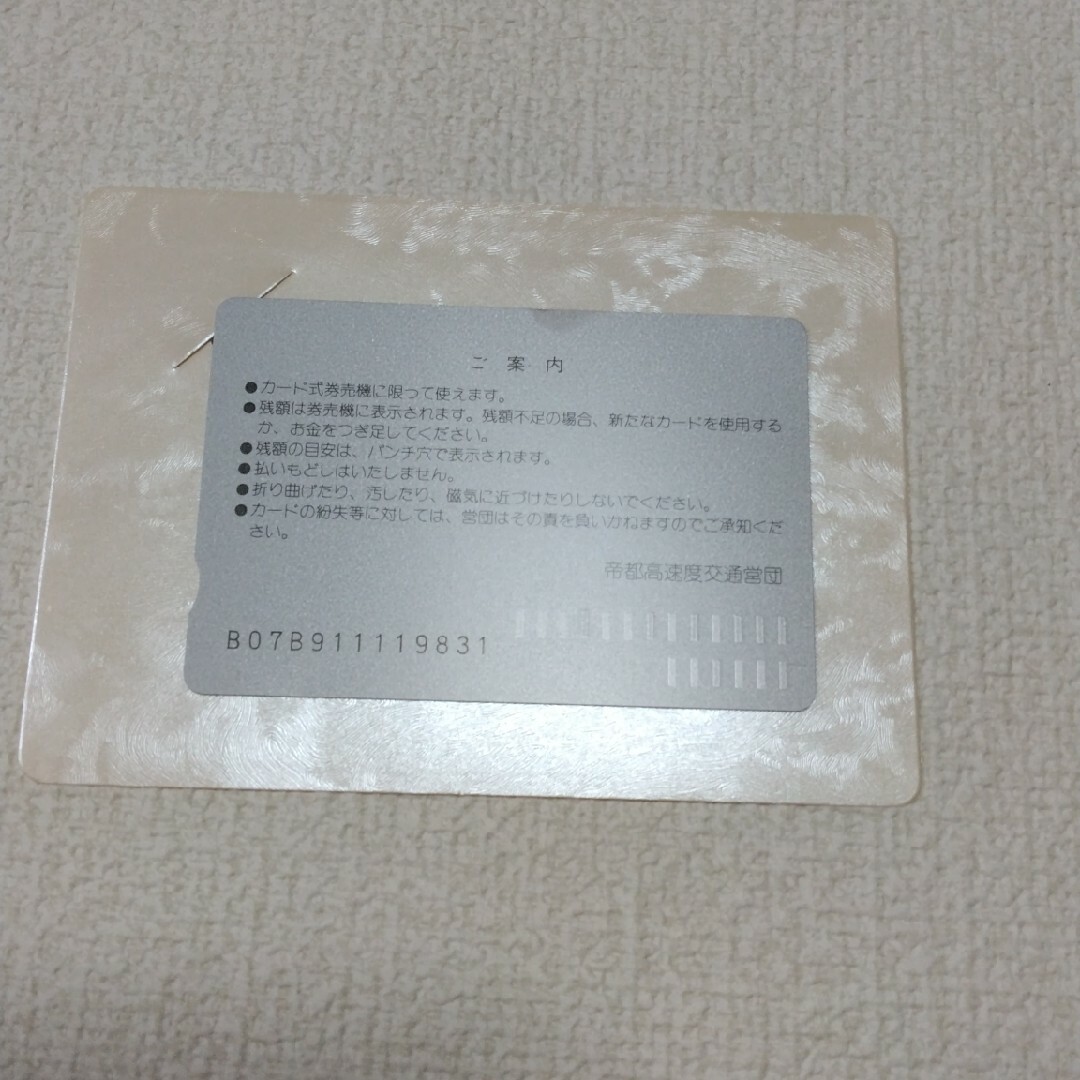 ご案内
●カード式券売機に限って使えます。
●残額は券売機に表示されます。残額不足の場合、新たなカードを使用する
か、お金をつぎ足してください。
●残額の目安は、パンチ穴で表示されます。
●払いもどしはいたしません。
●折り曲げたり、汚したり、磁気に近づけたりしないでください。
●カードの紛失等に対しては、営団はその責を負いかねますのでご承知くだ
さい。
帝都高速度交通営団
B07B911119831